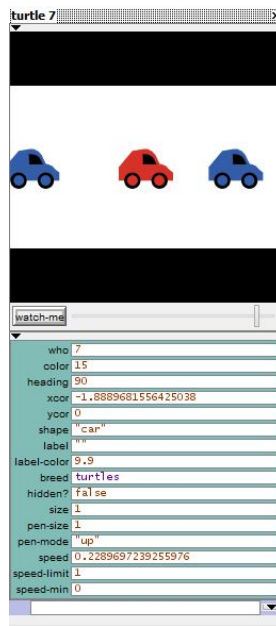 turtle 7
watch-me
who 7
color 15
heading 90
xcor -1.8889681556425038
ycor 0
shape "car"
label ""
label-color 9.9
breed turtles
hidden? false
size 1
pen-size 1
pen-mode "up"
speed 0.2289697239255976
speed-limit 1
speed-min 0